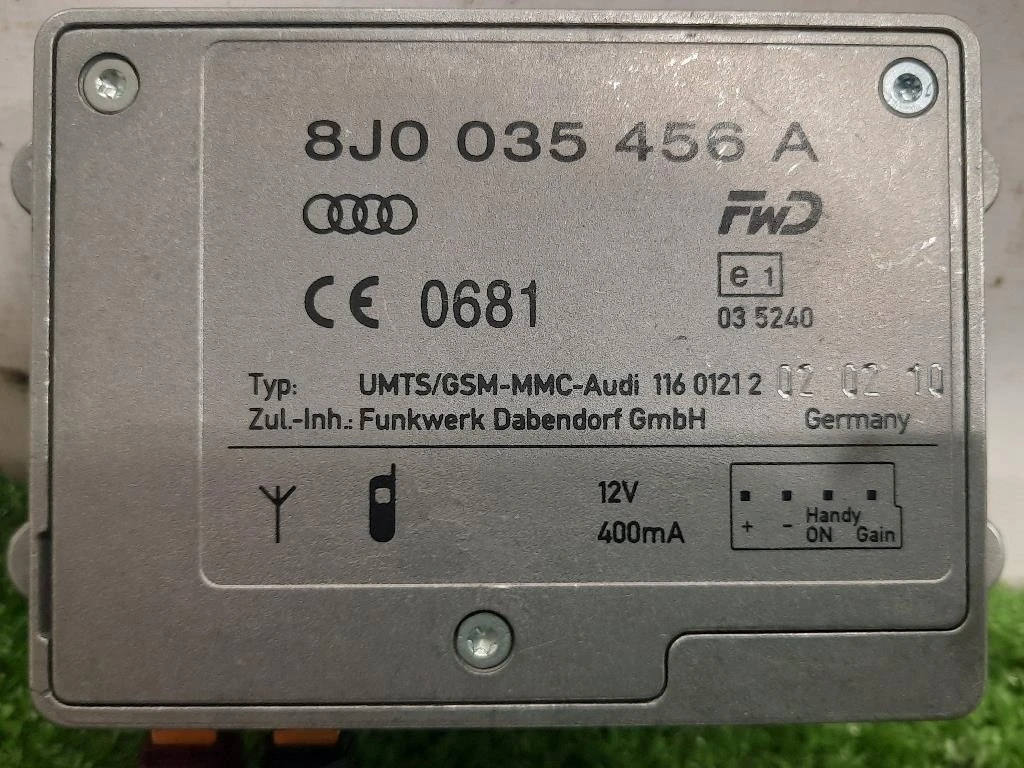 8J0 035 456 A
FWD
CE 0681
e 1
03 5240
Typ: UMTS/GSM-MMC-Audi 116 0121 2 02 02 10
Zul.-Inh.: Funkwerk Dabendorf GmbH Germany
12V
400mA
+ - Handy ON Gain